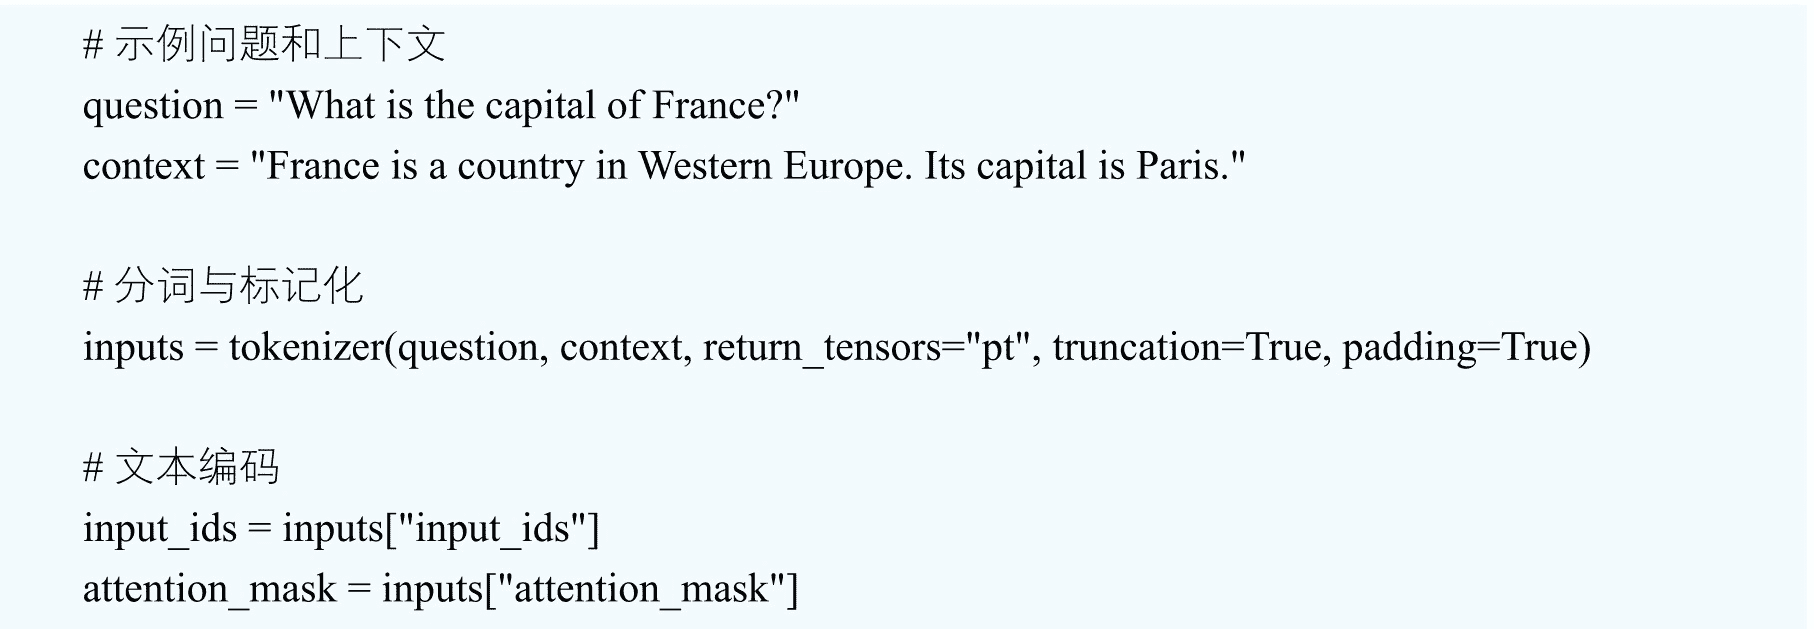 # 示例问题和上下文
question = "What is the capital of France?"
context = "France is a country in Western Europe. Its capital is Paris."
# 分词与标记化
inputs = tokenizer(question, context, return_tensors="pt", truncation=True, padding=True)
# 文本编码
input_ids = inputs["input_ids"]
attention_mask = inputs["attention_mask"]